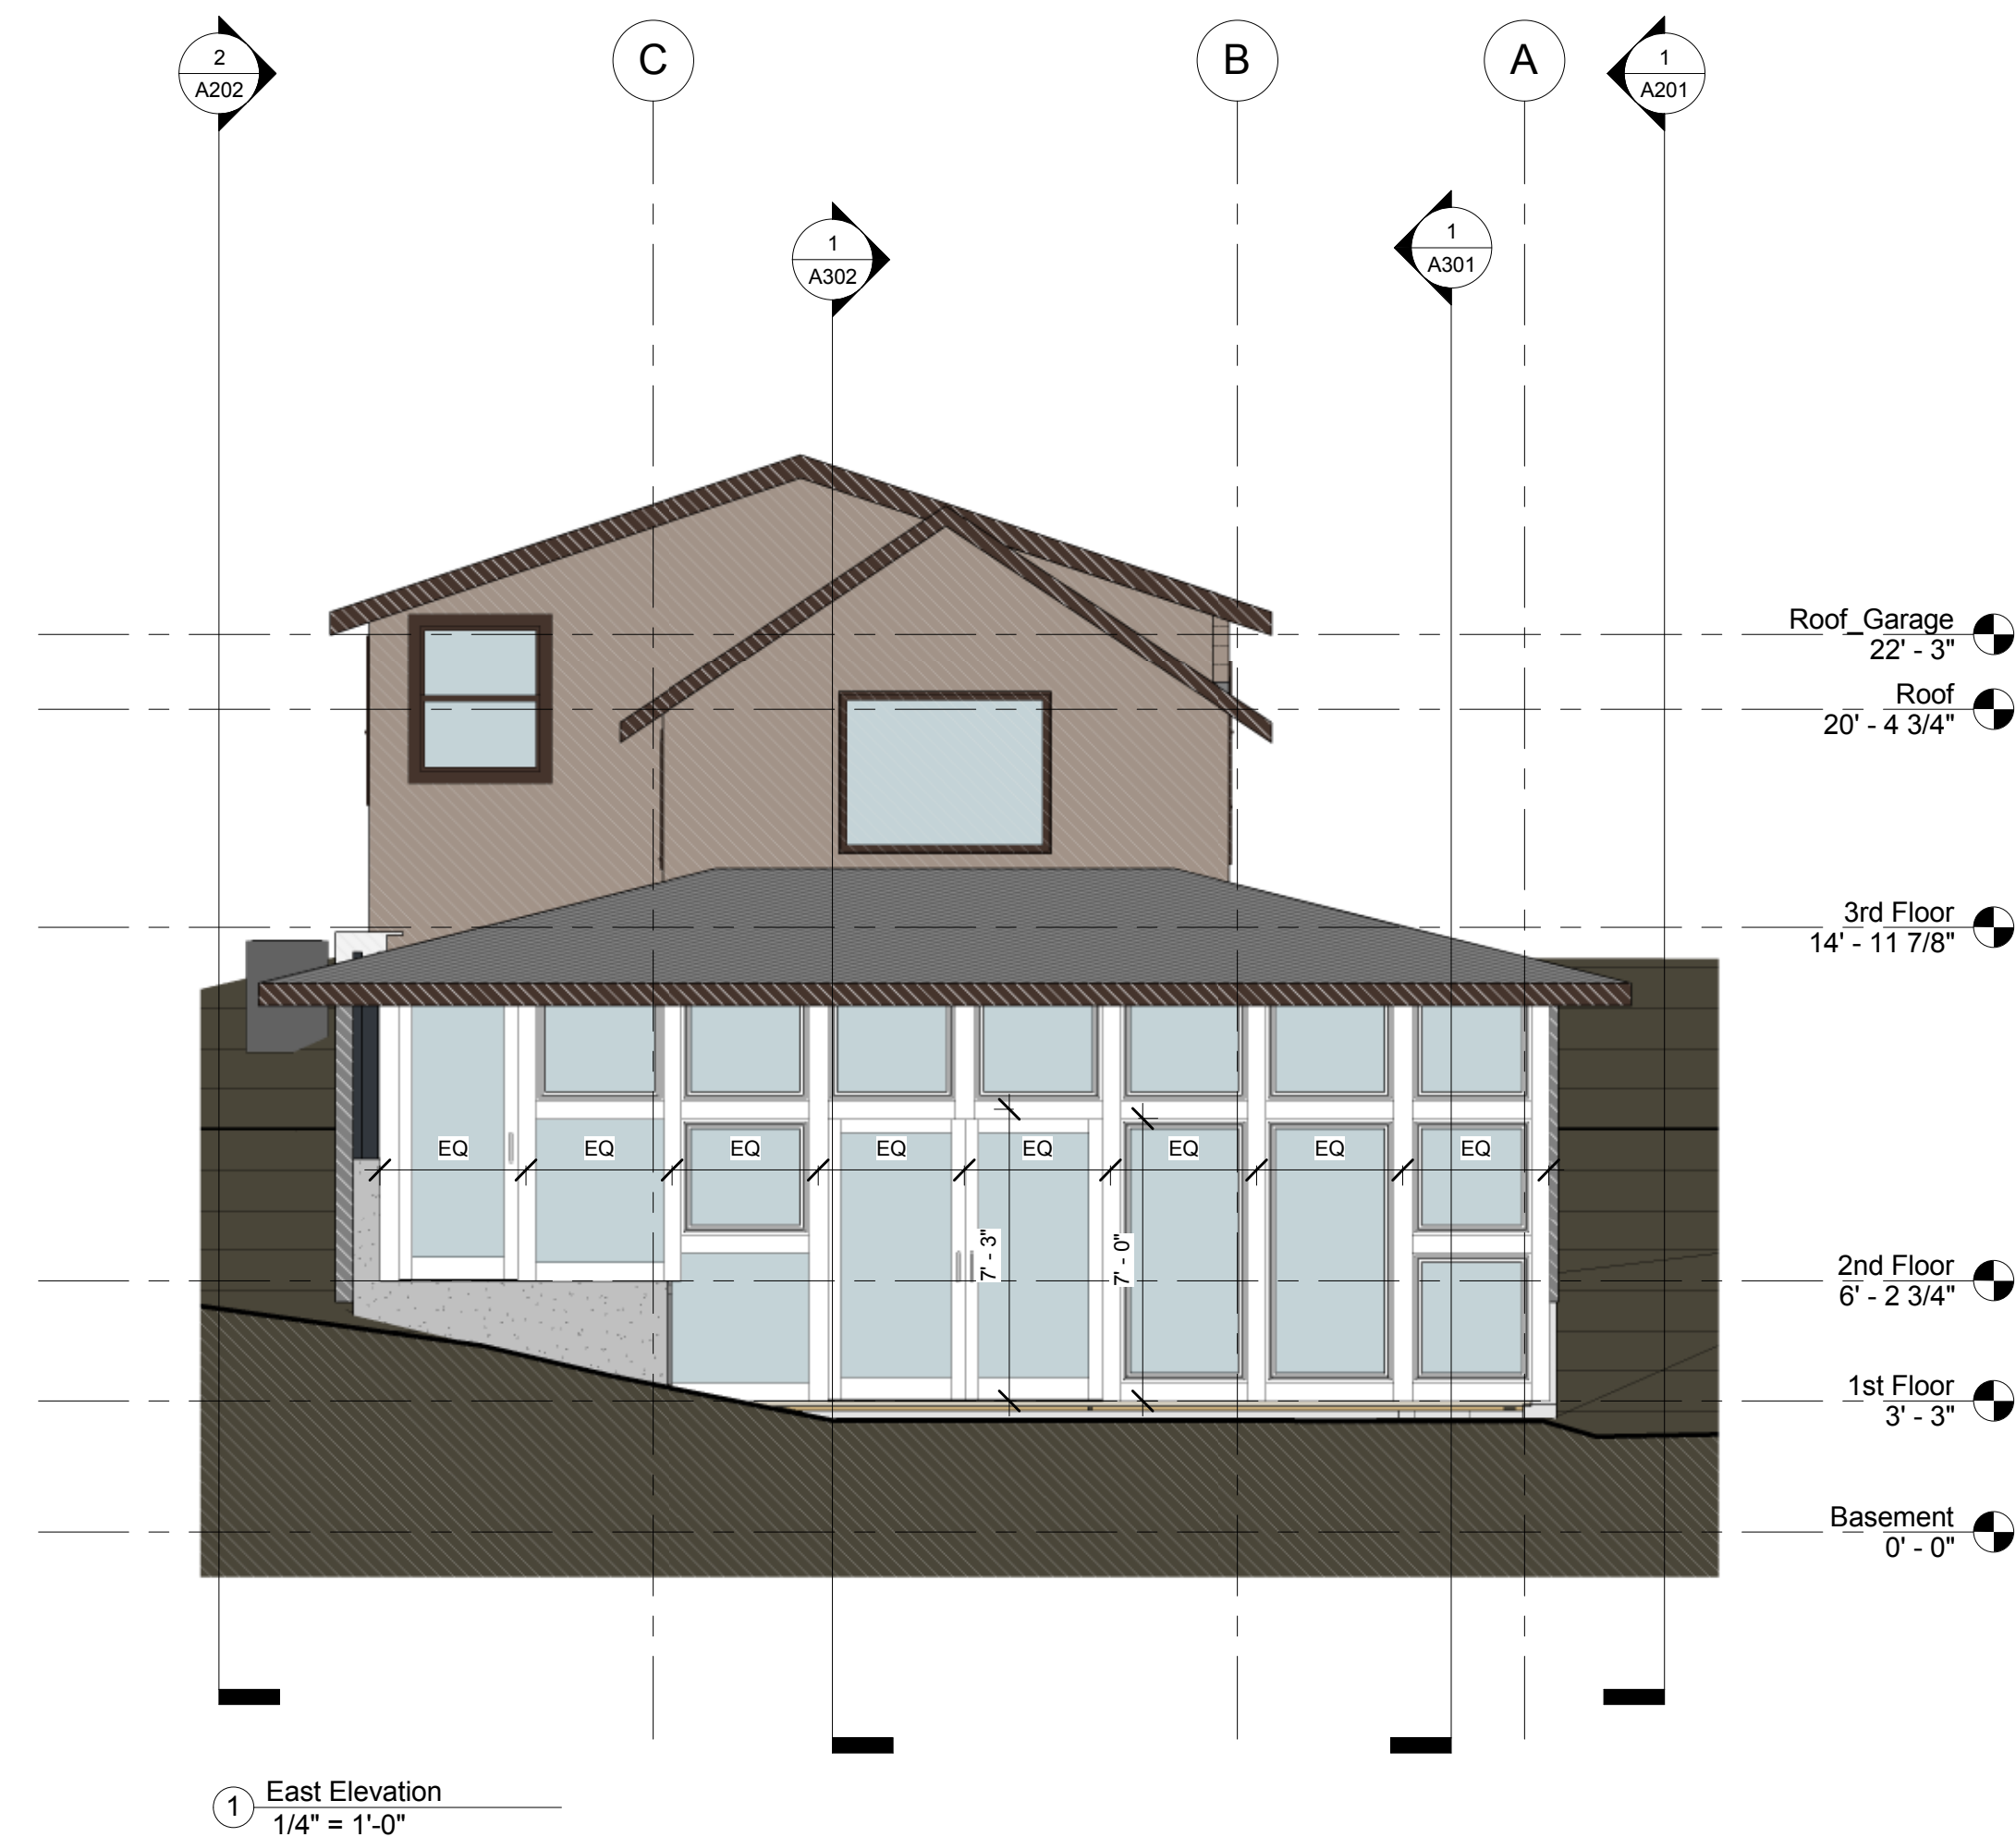 2
A202
C
B
A
1
A201
1
A302
1
A301
Roof_Garage
22' - 3"
Roof
20' - 4 3/4"
3rd Floor
14' - 11 7/8"
EQ EQ EQ EQ EQ EQ EQ EQ
7' - 3"
7' - 0"
2nd Floor
6' - 2 3/4"
1st Floor
3' - 3"
Basement
0' - 0"
1
East Elevation
1/4" = 1'-0"